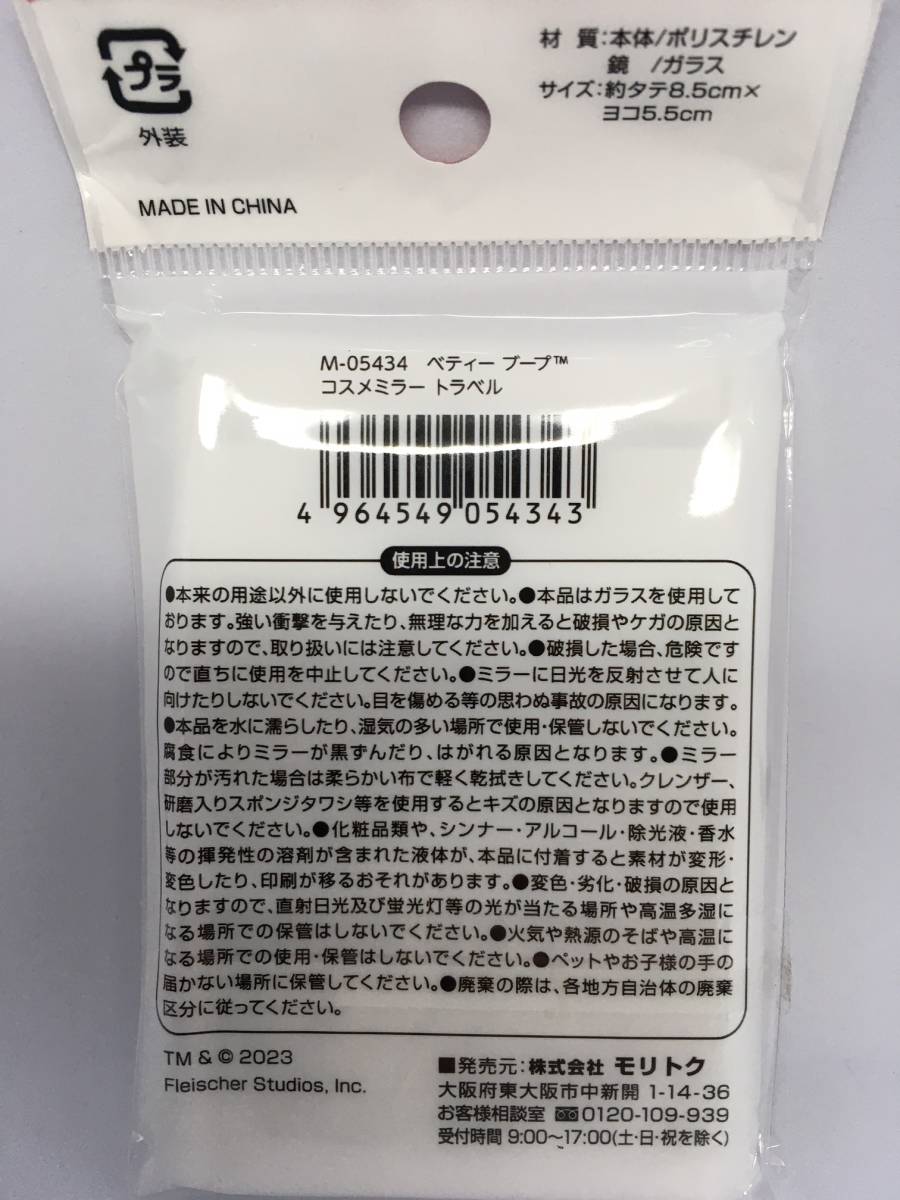 プラ
外装
材 質:本体/ポリスチレン
鏡 /ガラス
サイズ:約タテ8.5cm×
ヨコ5.5cm
MADE IN CHINA
M-05434 ベティー ブープ™
コスメミラー トラベル
4 964549 054343
使用上の注意
●本来の用途以外に使用しないでください。●本品はガラスを使用して
おります。強い衝撃を与えたり、無理な力を加えると破損やケガの原因と
なりますので、取り扱いには注意してください。●破損した場合、危険です
ので直ちに使用を中止してください。●ミラーに日光を反射させて人に
向けたりしないでください。目を傷める等の思わぬ事故の原因になります。
●本品を水に濡らしたり、湿気の多い場所で使用・保管しないでください。
腐食によりミラーが黒ずんだり、はがれる原因となります。●ミラー
部分が汚れた場合は柔らかい布で軽く乾拭きしてください。クレンザー、
研磨入りスポンジタワシ等を使用するとキズの原因となりますので使用
しないでください。●化粧品類や、シンナー・アルコール・除光液・香水
等の揮発性の溶剤が含まれた液体が、本品に付着すると素材が変形・
変色したり、印刷が移るおそれがあります。●変色・劣化・破損の原因と
なりますので、直射日光及び蛍光灯等の光が当たる場所や高温多湿に
なる場所での保管はしないでください。●火気や熱源のそばや高温に
なる場所での使用・保管はしないでください。●ペットやお子様の手の
届かない場所に保管してください。●廃棄の際は、各地方自治体の廃棄
区分に従ってください。
TM & © 2023
Fleischer Studios, Inc.
■発売元:株式会社 モリトク
大阪府東大阪市中新開 1-14-36
お客様相談室 0120-109-939
受付時間 9:00〜17:00(土・日・祝を除く)